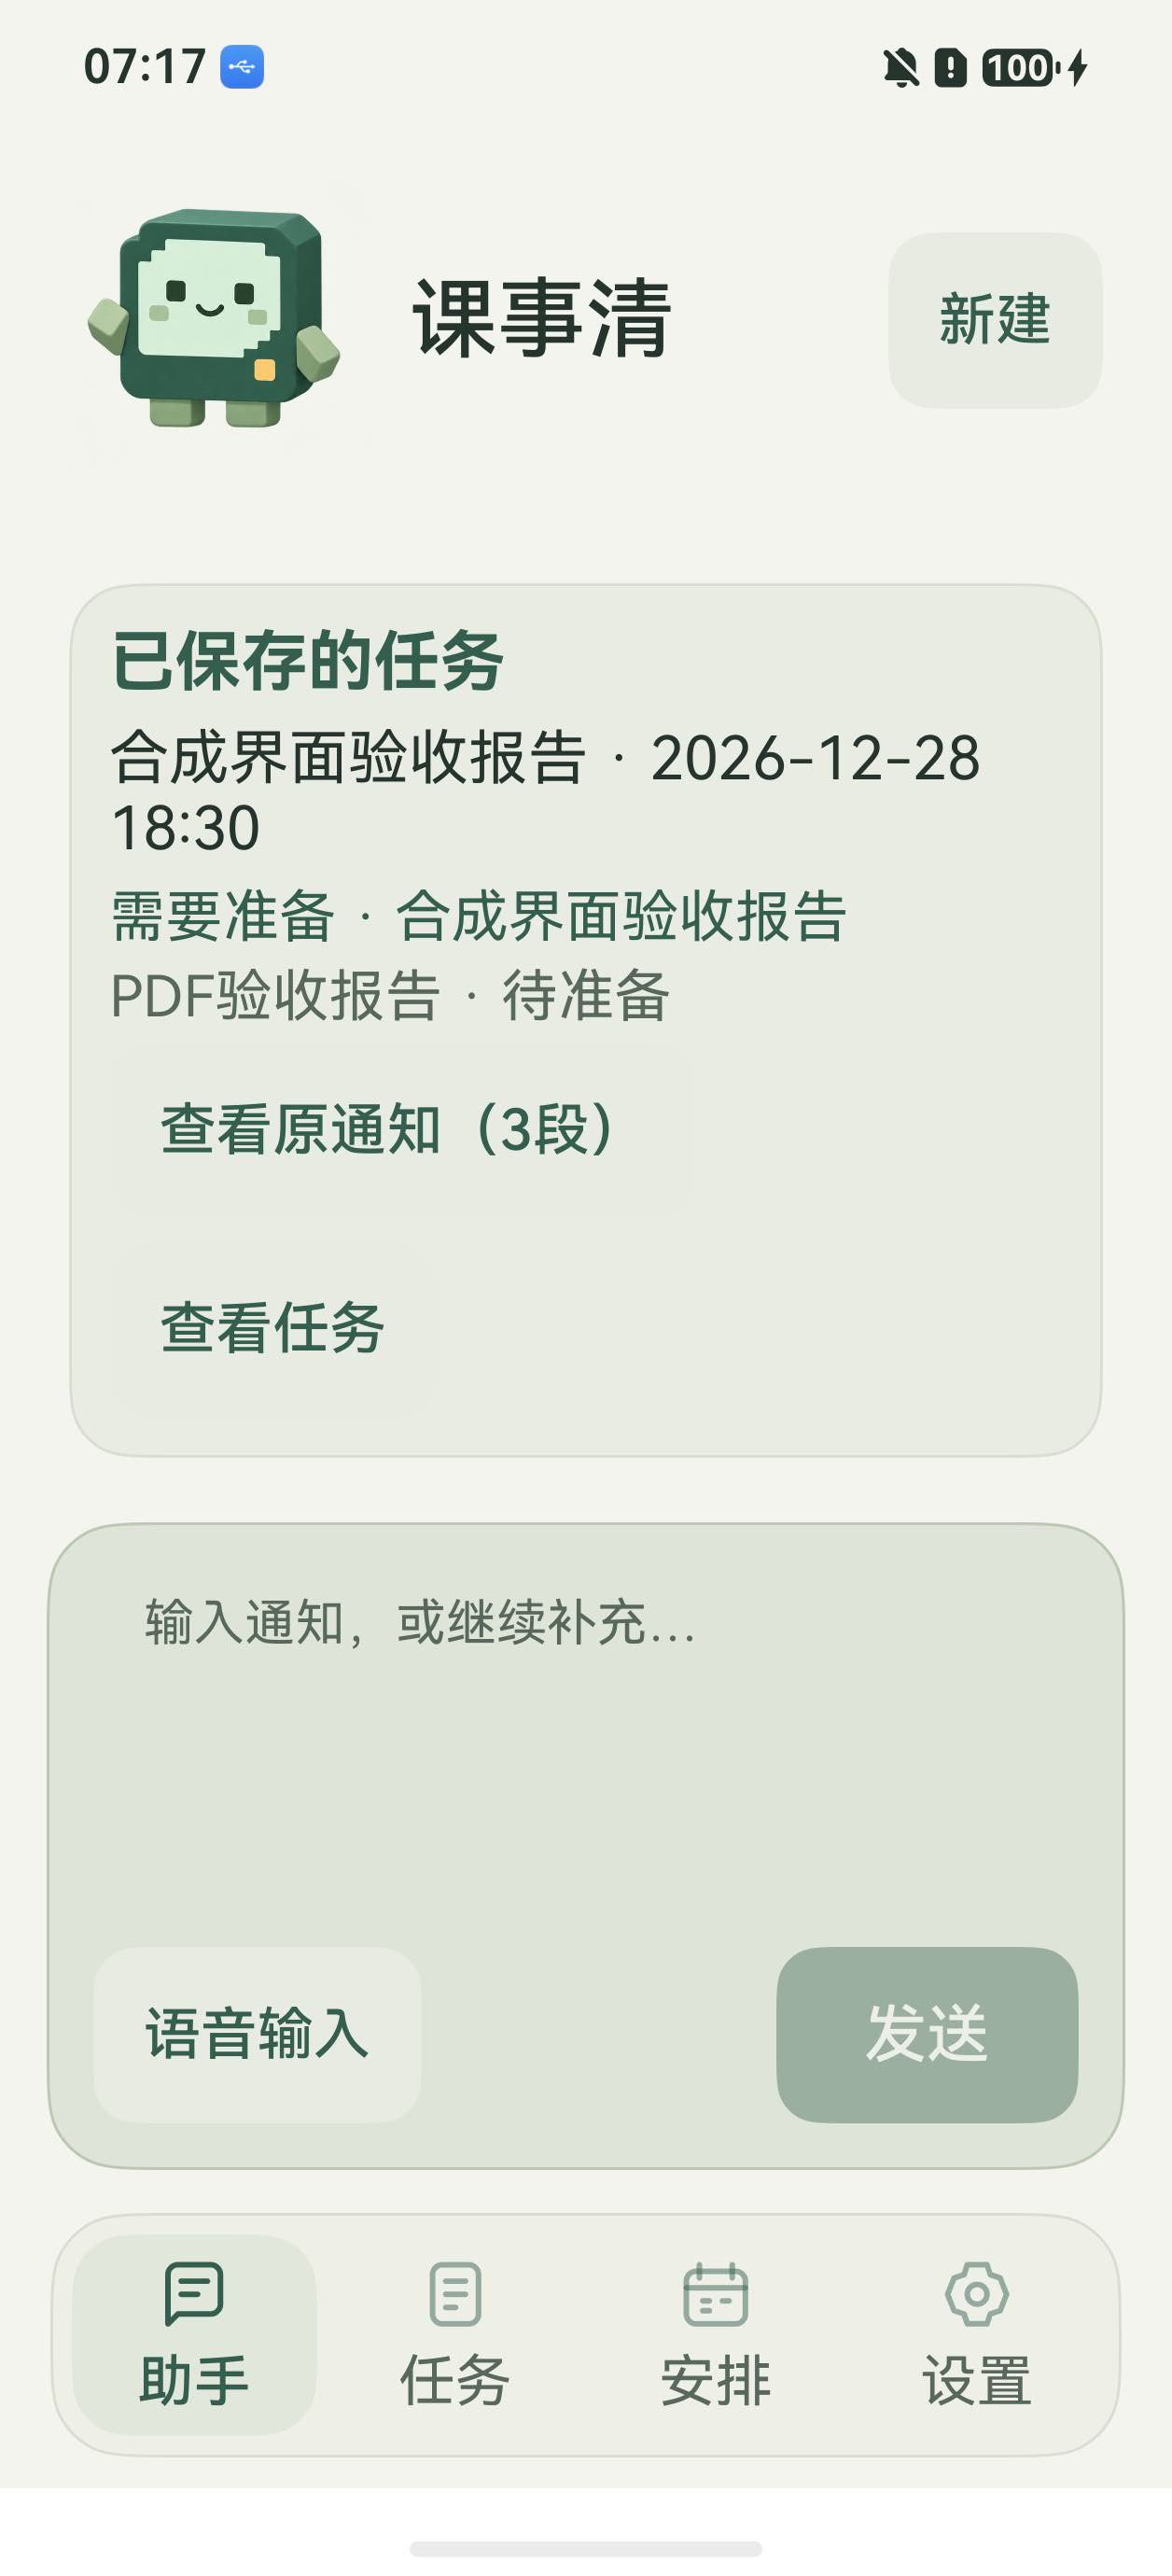 07:17
100
课事清
新建
已保存的任务
合成界面验收报告 · 2026-12-28
18:30
需要准备 · 合成界面验收报告
PDF验收报告 · 待准备
查看原通知（3段）
查看任务
输入通知，或继续补充...
语音输入
发送
助手
任务
安排
设置